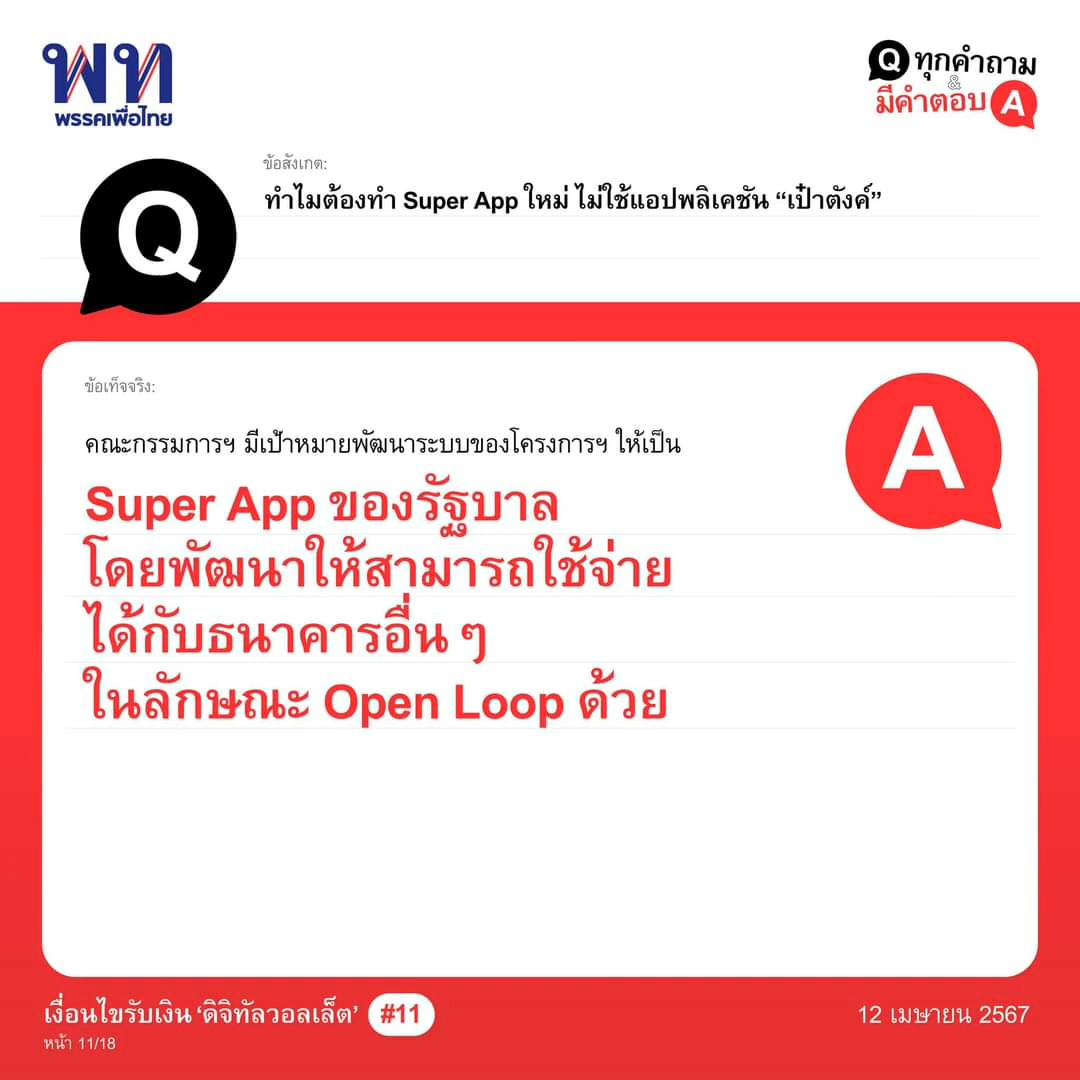 พท
พรรคเพื่อไทย
Q ทุกคำถาม
&
มีคำตอบ A
ข้อสังเกต:
ทำไมต้องทำ Super App ใหม่ ไม่ใช้แอปพลิเคชัน “เป๋าตังค์”
Q
ข้อเท็จจริง:
A
คณะกรรมการฯ มีเป้าหมายพัฒนาระบบของโครงการฯ ให้เป็น
Super App ของรัฐบาล
โดยพัฒนาให้สามารถใช้จ่าย
ได้กับธนาคารอื่น ๆ
ในลักษณะ Open Loop ด้วย
เงื่อนไขรับเงิน ‘ดิจิทัลวอลเล็ต’ #11
หน้า 11/18
12 เมษายน 2567